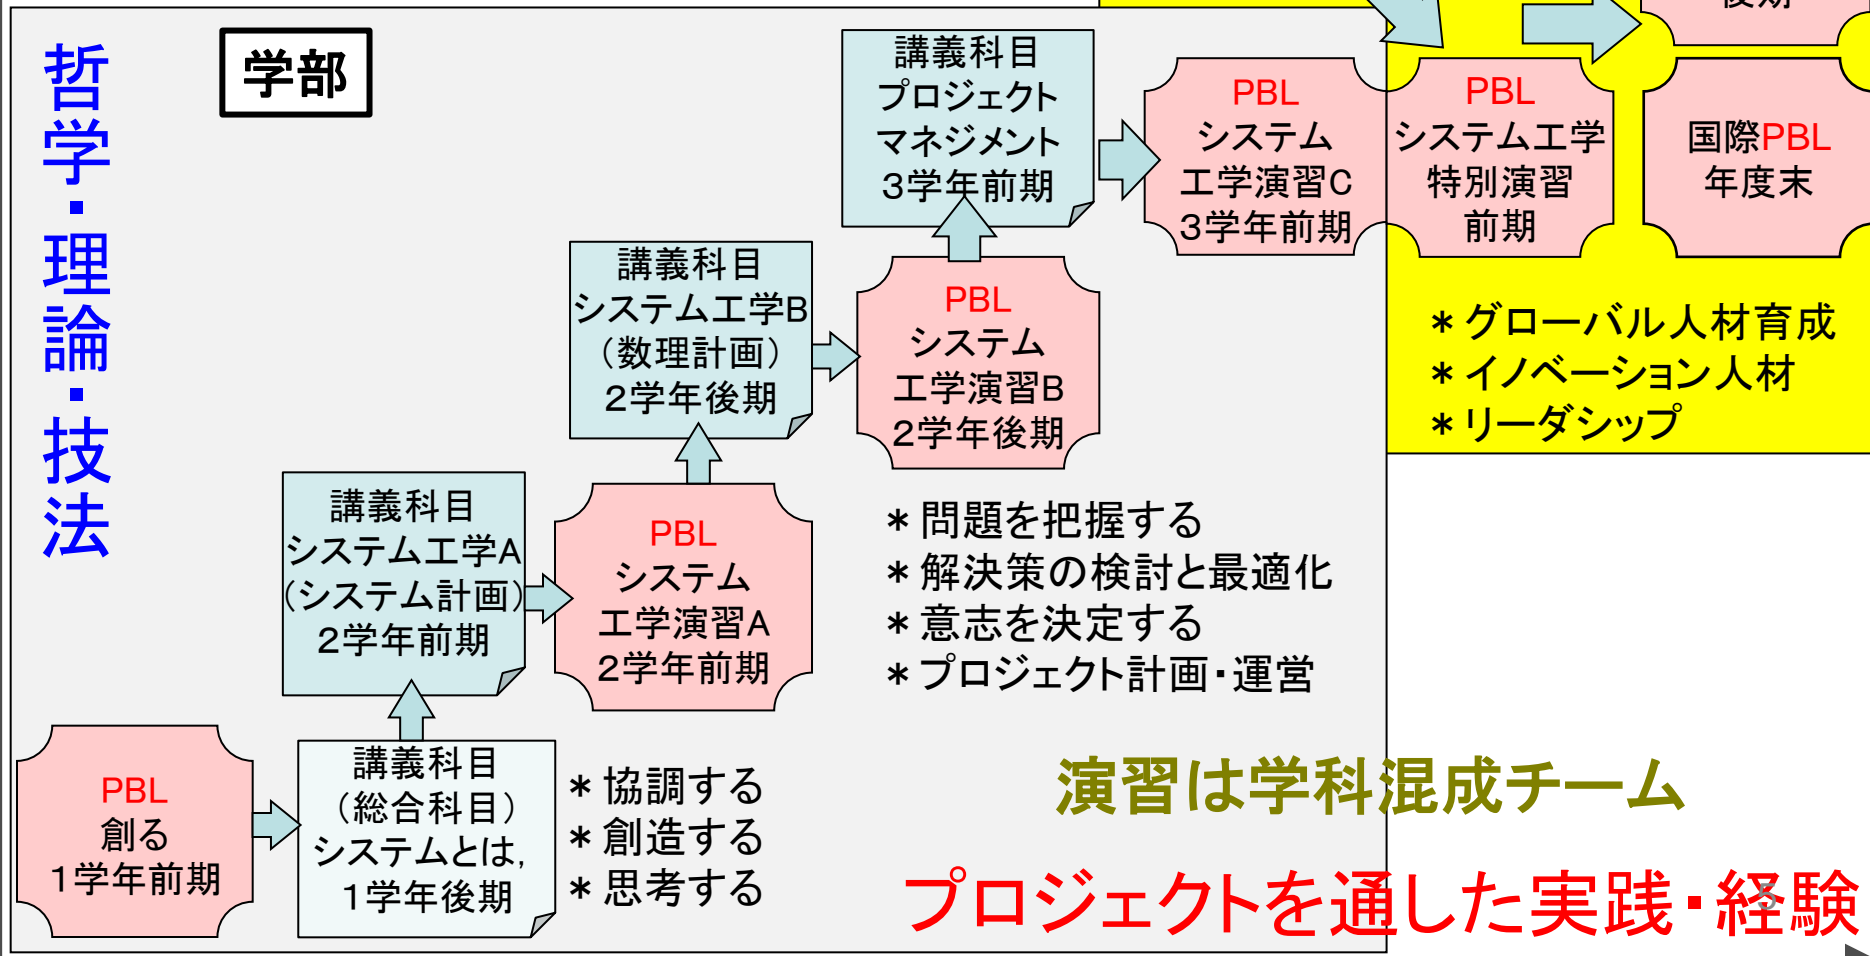 哲学・理論・技法
学部
講義科目
プロジェクト
マネジメント
3学年前期
PBL
システム
工学演習C
3学年前期
PBL
システム工学
特別演習
前期
後期
国際PBL
年度末
講義科目
システム工学B
（数理計画）
2学年後期
PBL
システム
工学演習B
2学年後期
＊グローバル人材育成
＊イノベーション人材
＊リーダシップ
講義科目
システム工学A
(システム計画)
2学年前期
PBL
システム
工学演習A
2学年前期
＊問題を把握する
＊解決策の検討と最適化
＊意志を決定する
＊プロジェクト計画・運営
PBL
創る
1学年前期
講義科目
（総合科目）
システムとは,
1学年後期
＊協調する
＊創造する
＊思考する
演習は学科混成チーム
プロジェクトを通した実践・経験
5